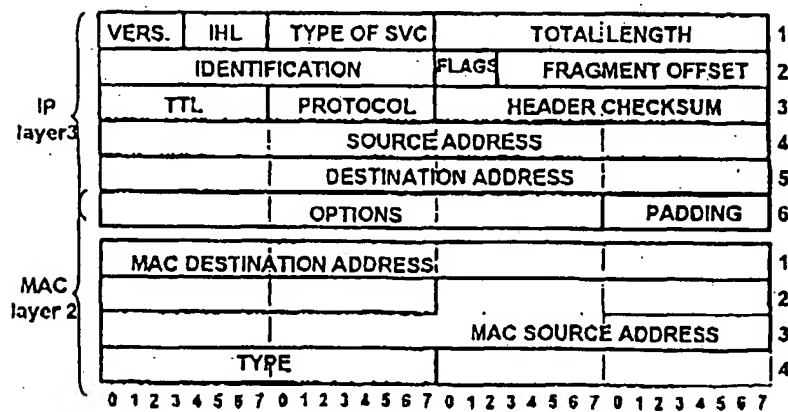 VERS. IHL TYPE OF SVC TOTAL LENGTH 1
IDENTIFICATION FLAGS FRAGMENT OFFSET 2
IP layer3
TTL PROTOCOL HEADER CHECKSUM 3
SOURCE ADDRESS 4
DESTINATION ADDRESS 5
OPTIONS PADDING 6
MAC DESTINATION ADDRESS 1
MAC layer 2
2
MAC SOURCE ADDRESS 3
TYPE 4
0 1 2 3 4 5 6 7 0 1 2 3 4 5 6 7 0 1 2 3 4 5 6 7 0 1 2 3 4 5 6 7